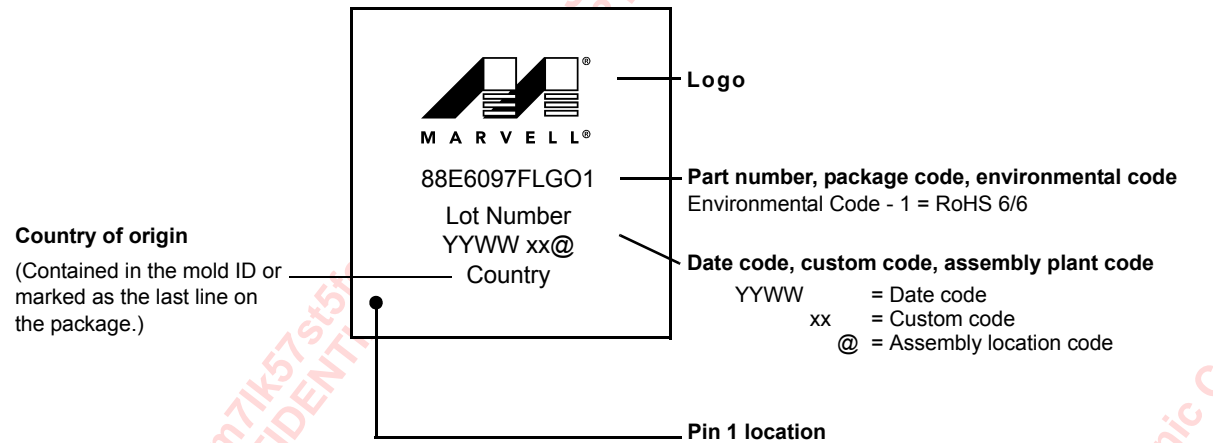 MARVELL®
®
88E6097FLGO1
Lot Number
YYWW xx@
Country
Logo
Part number, package code, environmental code
Environmental Code - 1 = RoHS 6/6
Country of origin
(Contained in the mold ID or
marked as the last line on
the package.)
Date code, custom code, assembly plant code
YYWW = Date code
xx = Custom code
@ = Assembly location code
Pin 1 location